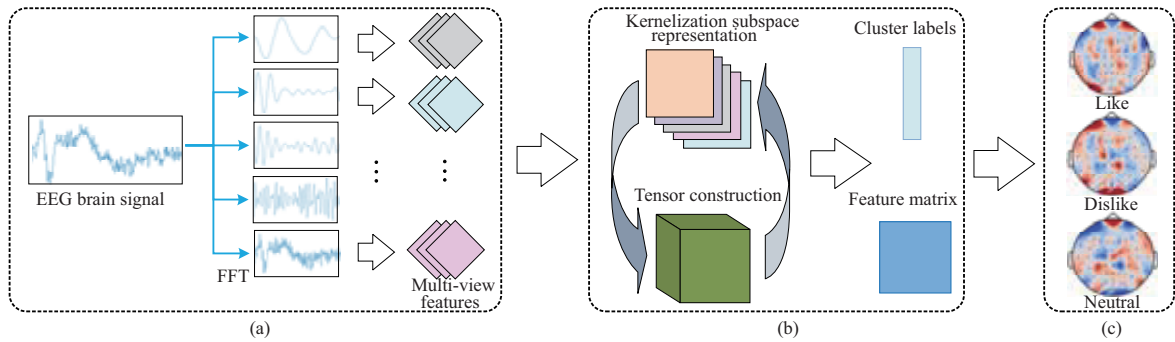 EEG brain signal
FFT
Multi-view
features
(a)
Kernelization subspace
representation
Tensor construction
Cluster labels
Feature matrix
(b)
Like
Dislike
Neutral
(c)